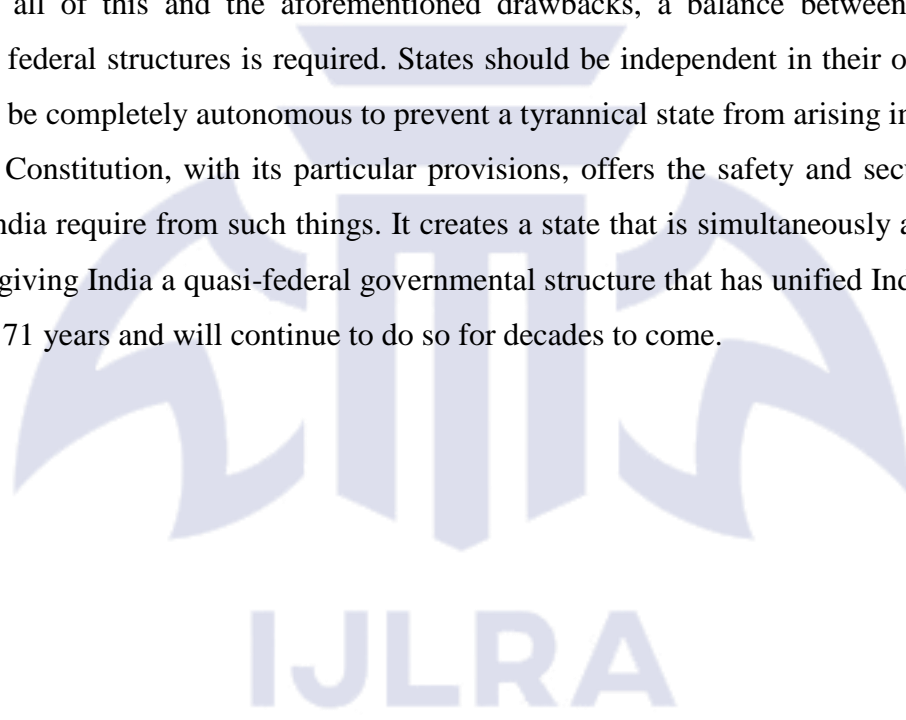 all of this and the aforementioned drawbacks, a balance between
federal structures is required. States should be independent in their o
be completely autonomous to prevent a tyrannical state from arising in
Constitution, with its particular provisions, offers the safety and sec
ndia require from such things. It creates a state that is simultaneously a
giving India a quasi-federal governmental structure that has unified Ind
71 years and will continue to do so for decades to come.
IJLRA